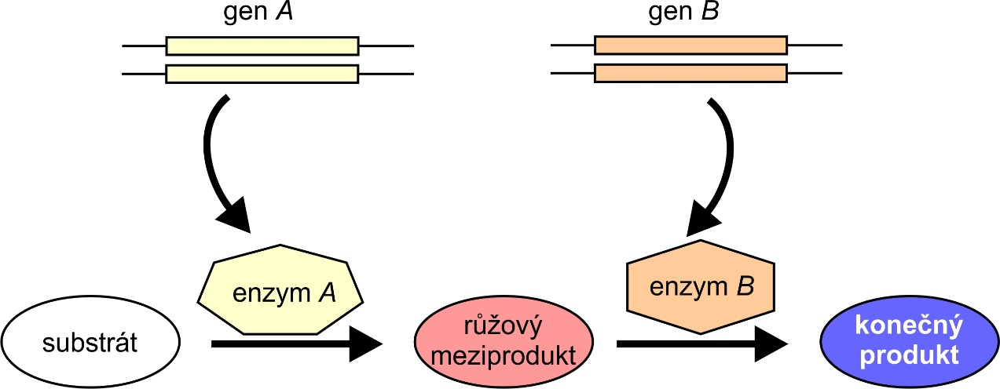 gen A
gen B
enzym A
enzym B
substrát
růžový
meziprodukt
konečný
produkt